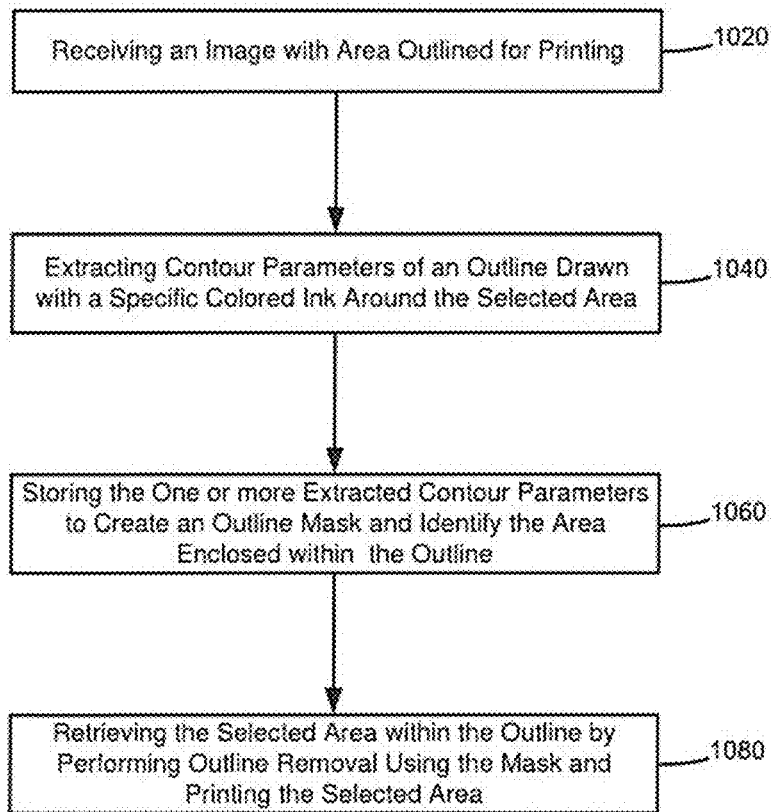 Receiving an Image with Area Outlined for Printing
1020
Extracting Contour Parameters of an Outline Drawn
with a Specific Colored Ink Around the Selected Area
1040
Storing the One or more Extracted Contour Parameters
to Create an Outline Mask and Identify the Area
Enclosed within the Outline
1060
Retrieving the Selected Area within the Outline by
Performing Outline Removal Using the Mask and
Printing the Selected Area
1080